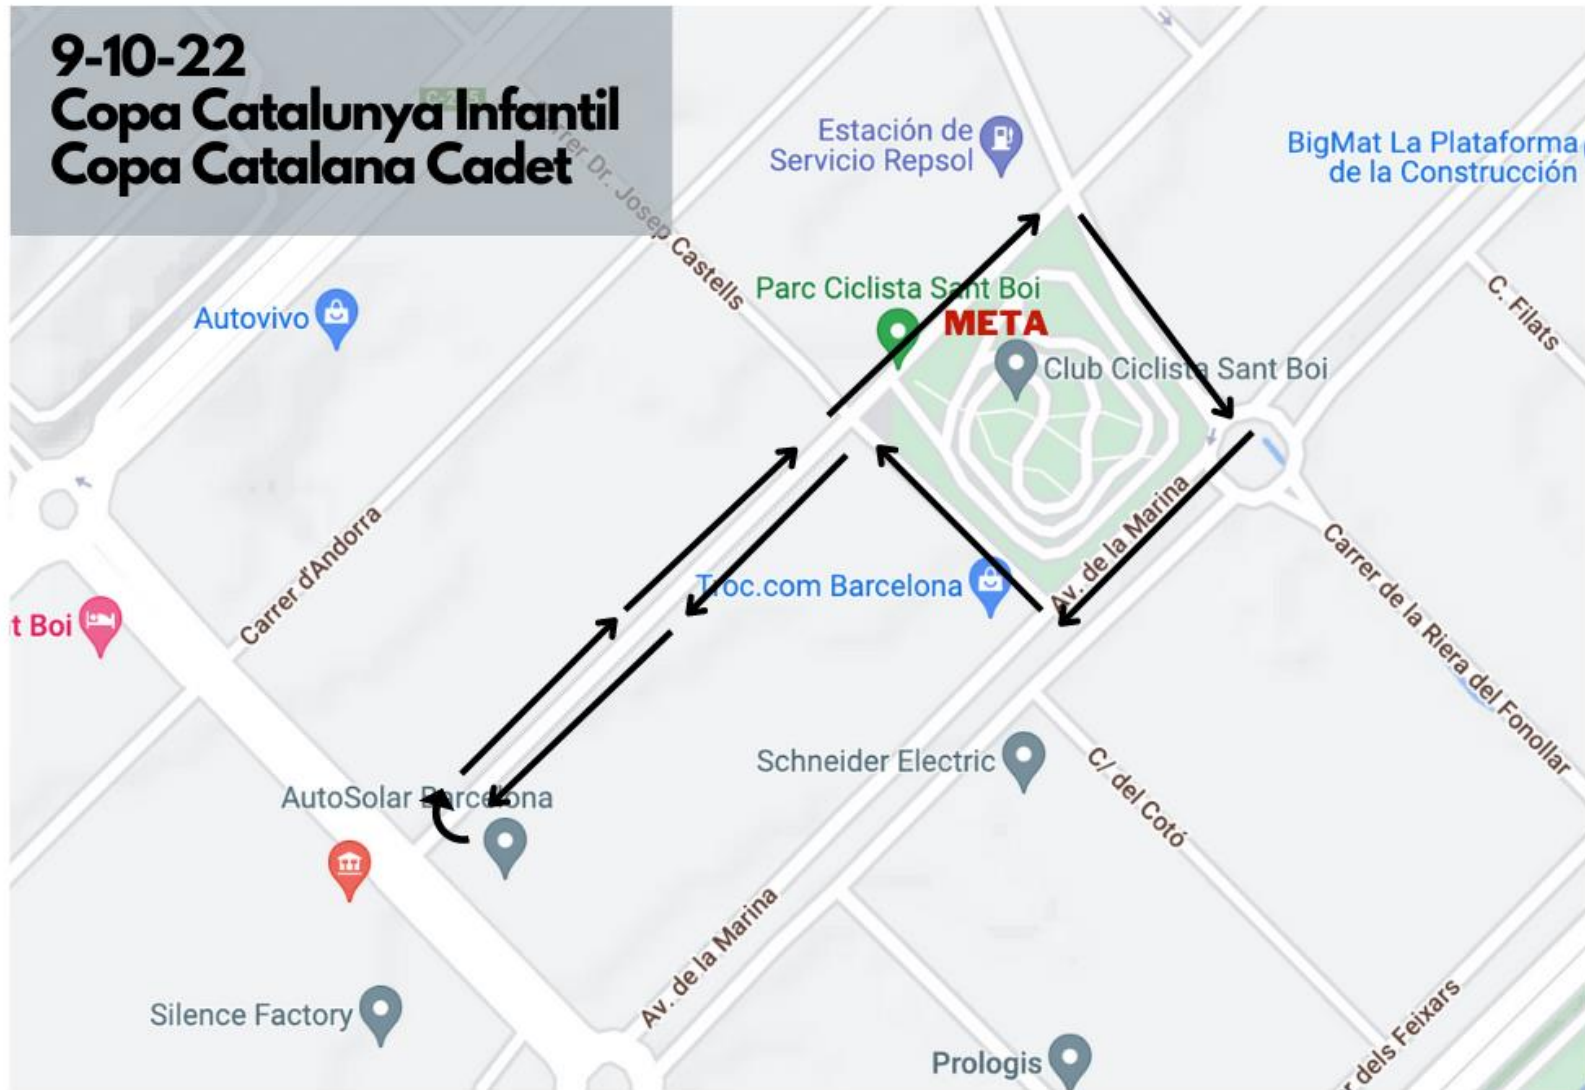 9-10-22
Copa Catalunya Infantil
Copa Catalana Cadet
Carrer Dr. Josep Castells
Estación de
Servicio Repsol
BigMat La Plataforma
de la Construcción
Autovivo
Parc Ciclista Sant Boi
META
Club Ciclista Sant Boi
C. Filats
Carrer d'Andorra
t Boi
Troc.com Barcelona
Av. de la Marina
Carrer de la Riera del Fonollar
AutoSolar Barcelona
Schneider Electric
C/ del Cotó
Av. de la Marina
Silence Factory
Prologis
r dels Feixars